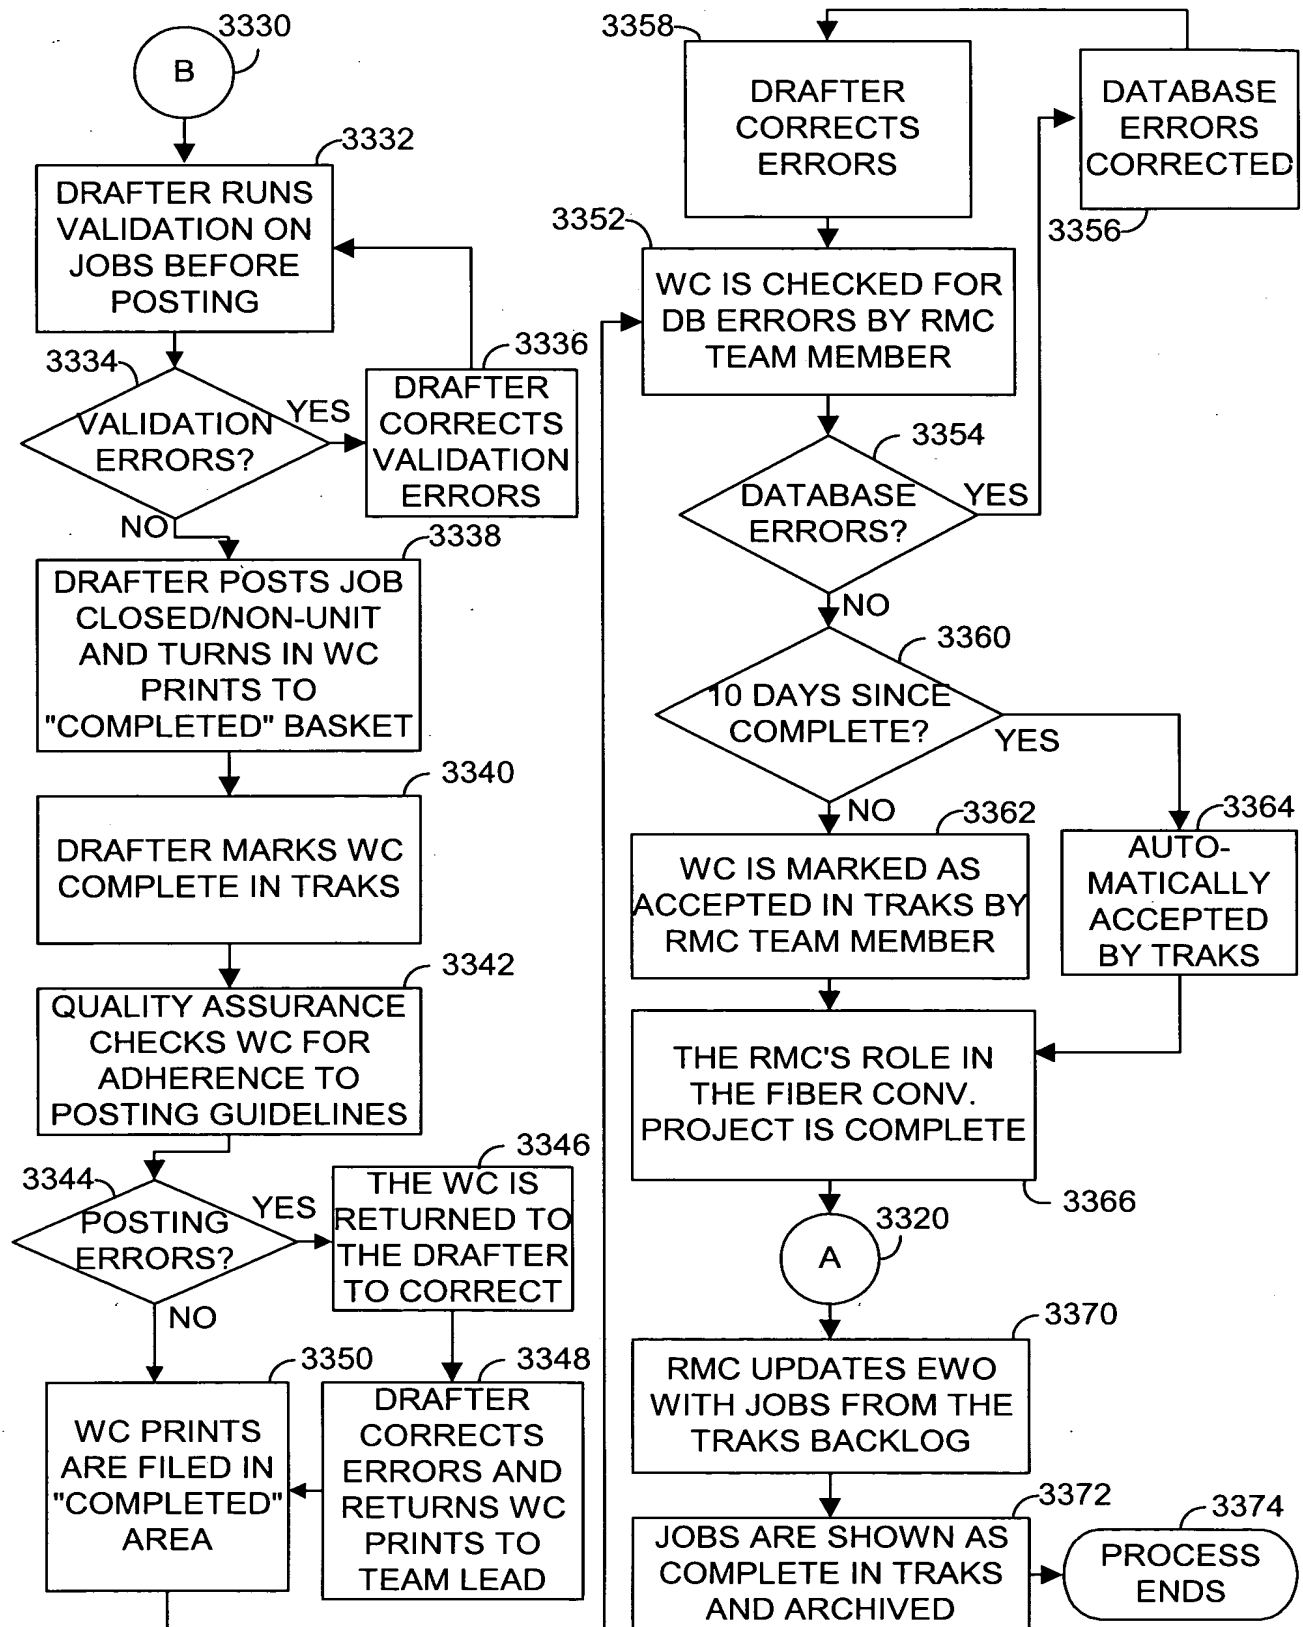 3330
B
3332
DRAFTER RUNS
VALIDATION ON
JOBS BEFORE
POSTING
3334
VALIDATION
ERRORS?
YES
3336
DRAFTER
CORRECTS
VALIDATION
ERRORS
NO
3338
DRAFTER POSTS JOB
CLOSED/NON-UNIT
AND TURNS IN WC
PRINTS TO
"COMPLETED" BASKET
3340
DRAFTER MARKS WC
COMPLETE IN TRAKS
3342
QUALITY ASSURANCE
CHECKS WC FOR
ADHERENCE TO
POSTING GUIDELINES
3344
POSTING
ERRORS?
YES
3346
THE WC IS
RETURNED TO
THE DRAFTER
TO CORRECT
NO
3350
WC PRINTS
ARE FILED IN
"COMPLETED"
AREA
3348
DRAFTER
CORRECTS
ERRORS AND
RETURNS WC
PRINTS TO
TEAM LEAD
3358
DRAFTER
CORRECTS
ERRORS
DATABASE
ERRORS
CORRECTED
3356
3352
WC IS CHECKED FOR
DB ERRORS BY RMC
TEAM MEMBER
3354
DATABASE
ERRORS?
YES
NO
3360
10 DAYS SINCE
COMPLETE?
YES
NO
3362
WC IS MARKED AS
ACCEPTED IN TRAKS BY
RMC TEAM MEMBER
3364
AUTO-
MATICALLY
ACCEPTED
BY TRAKS
THE RMC'S ROLE IN
THE FIBER CONV.
PROJECT IS COMPLETE
3366
3320
A
3370
RMC UPDATES EWO
WITH JOBS FROM THE
TRAKS BACKLOG
3372
JOBS ARE SHOWN AS
COMPLETE IN TRAKS
AND ARCHIVED
3374
PROCESS
ENDS